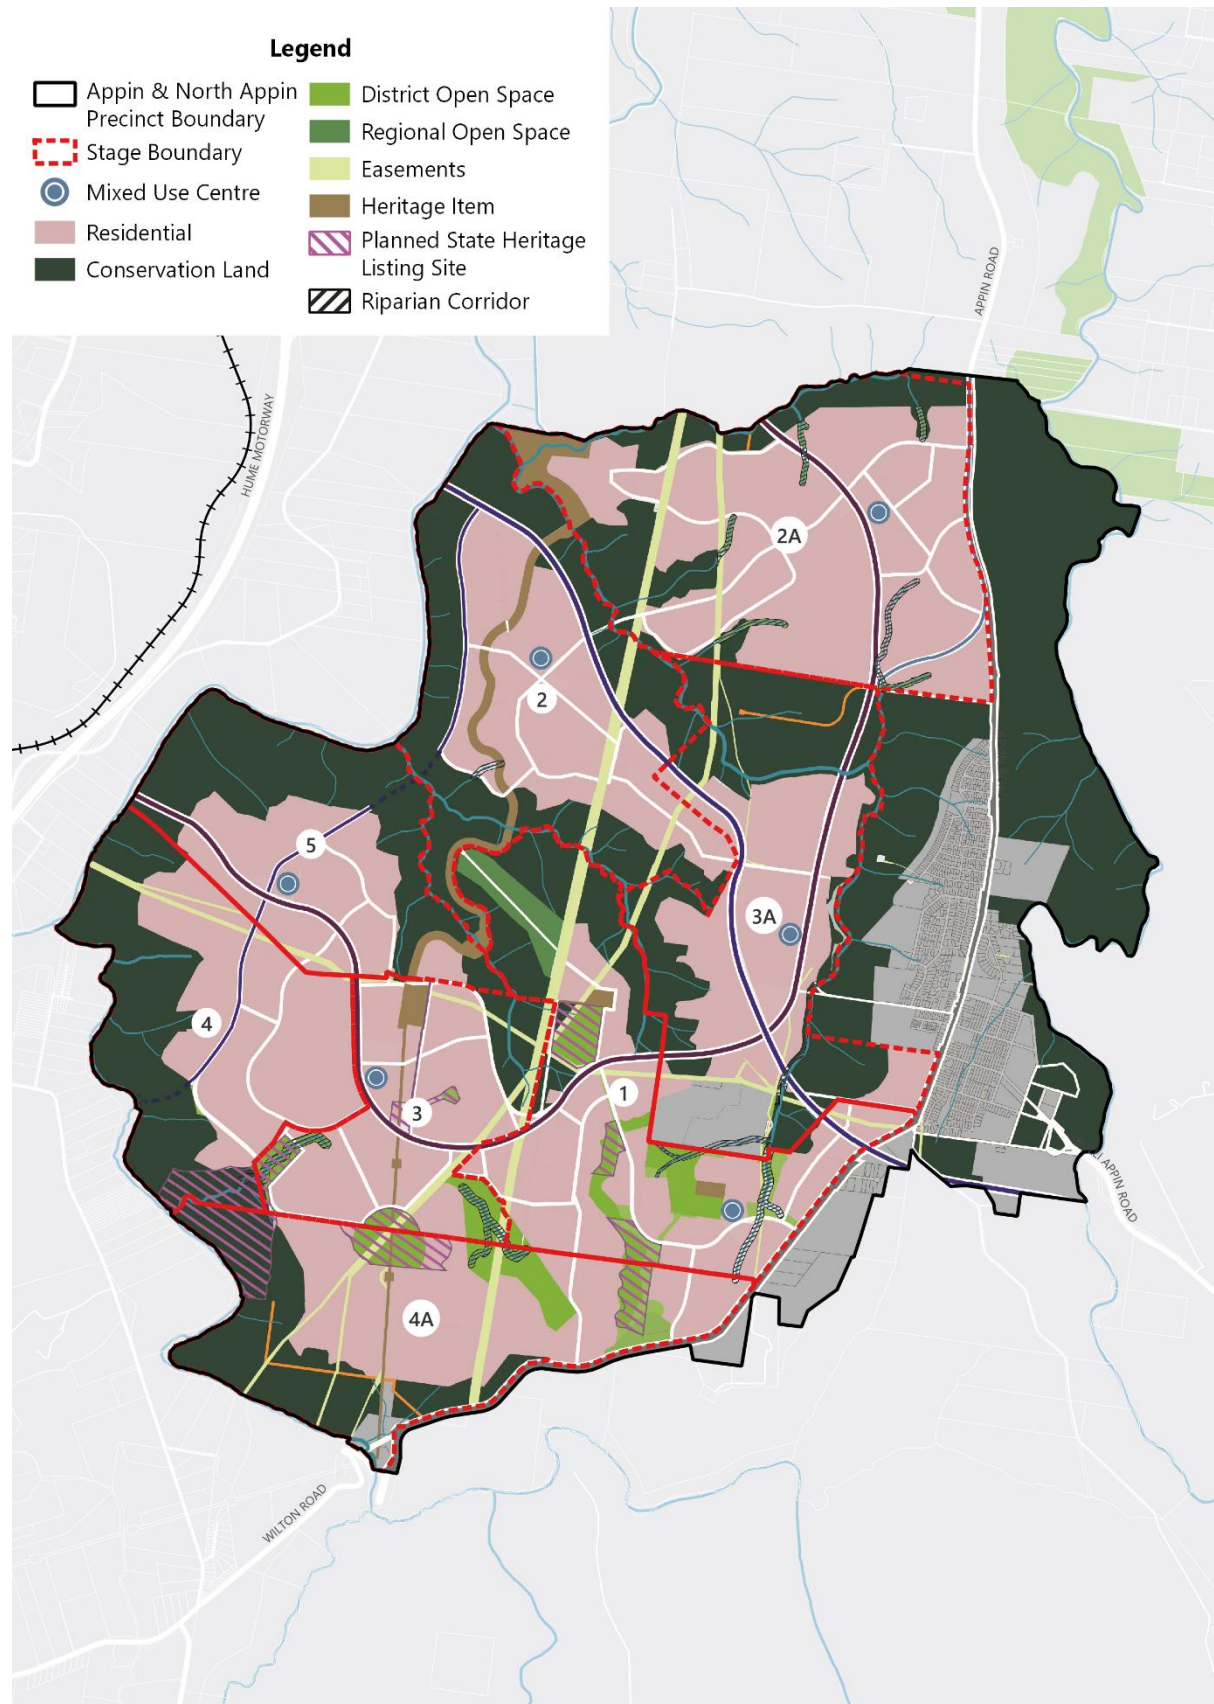 Legend
Appin & North Appin
Precinct Boundary
Stage Boundary
Mixed Use Centre
Residential
Conservation Land
District Open Space
Regional Open Space
Easements
Heritage Item
Planned State Heritage
Listing Site
Riparian Corridor
APPIN ROAD
HUME MOTORWAY
2A
2
5
3A
4
1
3
4A
LI APPIN ROAD
WILTON ROAD